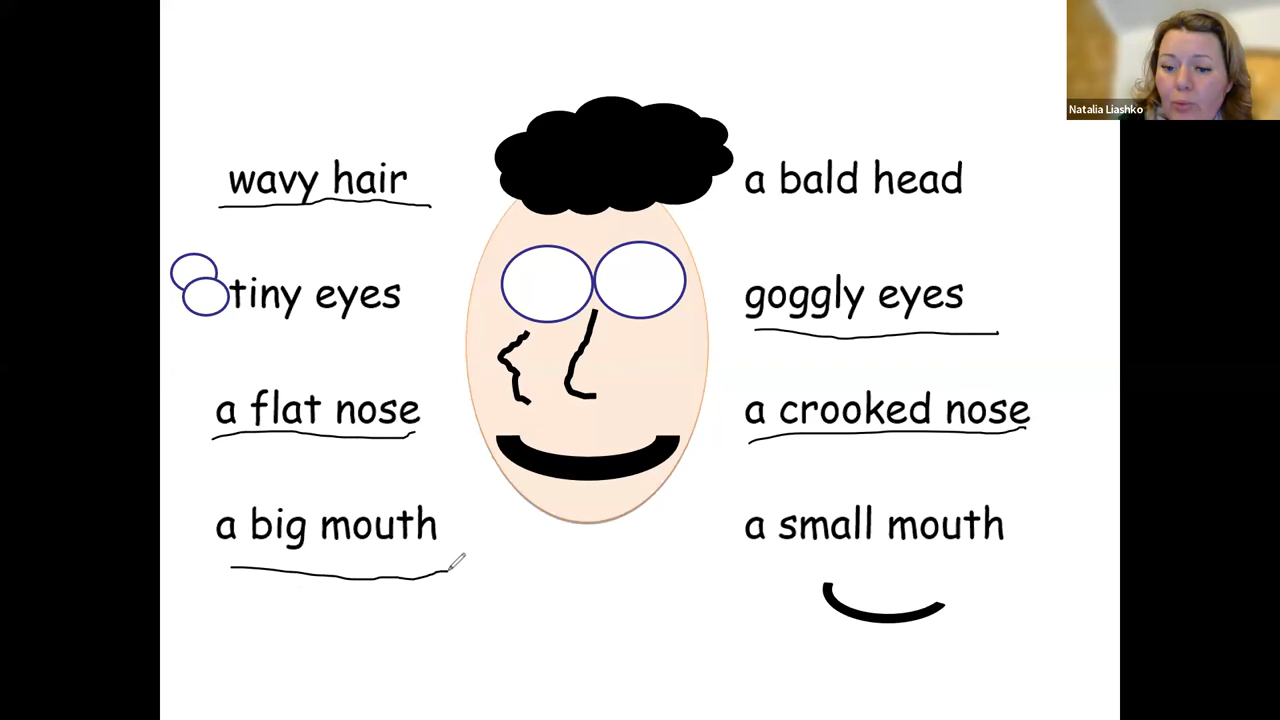 Natalia Liashko
wavy hair
a bald head
tiny eyes
goggly eyes
a flat nose
a crooked nose
a big mouth
a small mouth